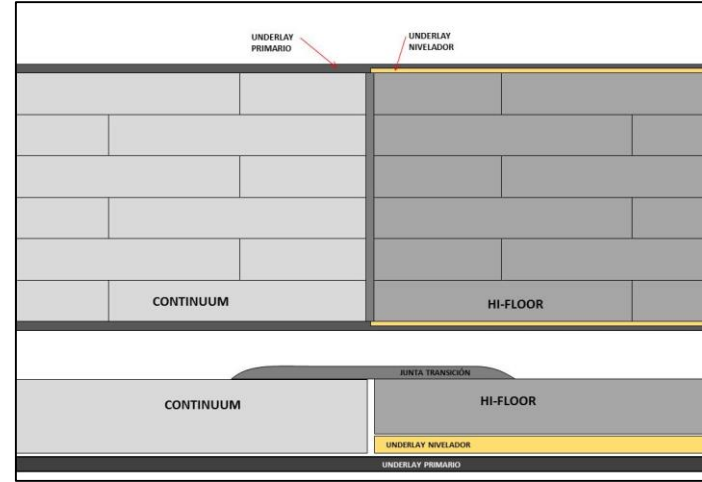 UNDERLAY
PRIMARIO
UNDERLAY
NIVELADOR
CONTINUUM
HI-FLOOR
JUNTA TRANSICIÓN
CONTINUUM
HI-FLOOR
UNDERLAY NIVELADOR
UNDERLAY PRIMARIO